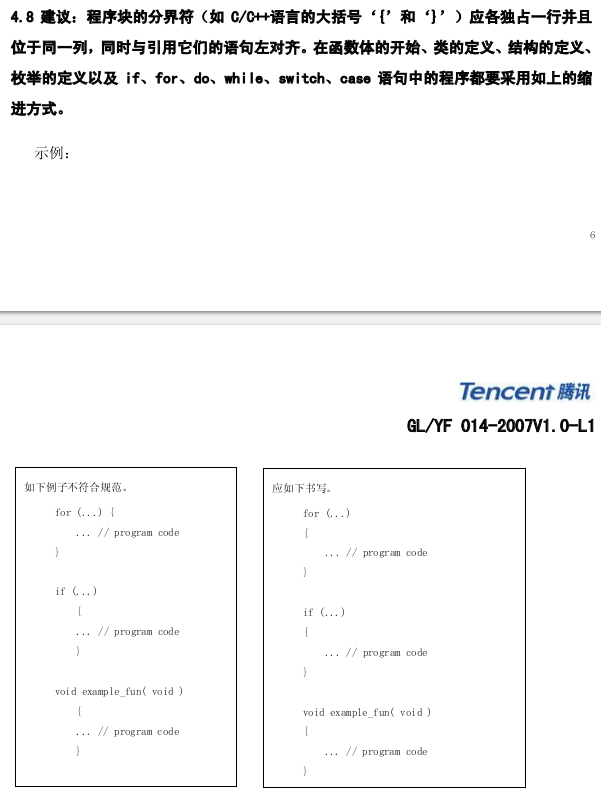 4.8 建议：程序块的分界符（如 C/C++语言的大括号‘{’和‘}’）应各独占一行并且
位于同一列，同时与引用它们的语句左对齐。在函数体的开始、类的定义、结构的定义、
枚举的定义以及 if、for、do、while、switch、case 语句中的程序都要采用如上的缩
进方式。
示例：
6
Tencent 腾讯
GL/YF 014-2007V1.0-L1
如下例子不符合规范。
for (...) {
... // program code
}
if (...)
{
... // program code
}
void example_fun( void )
{
... // program code
}
应如下书写。
for (...)
{
... // program code
}
if (...)
{
... // program code
}
void example_fun( void )
{
... // program code
}